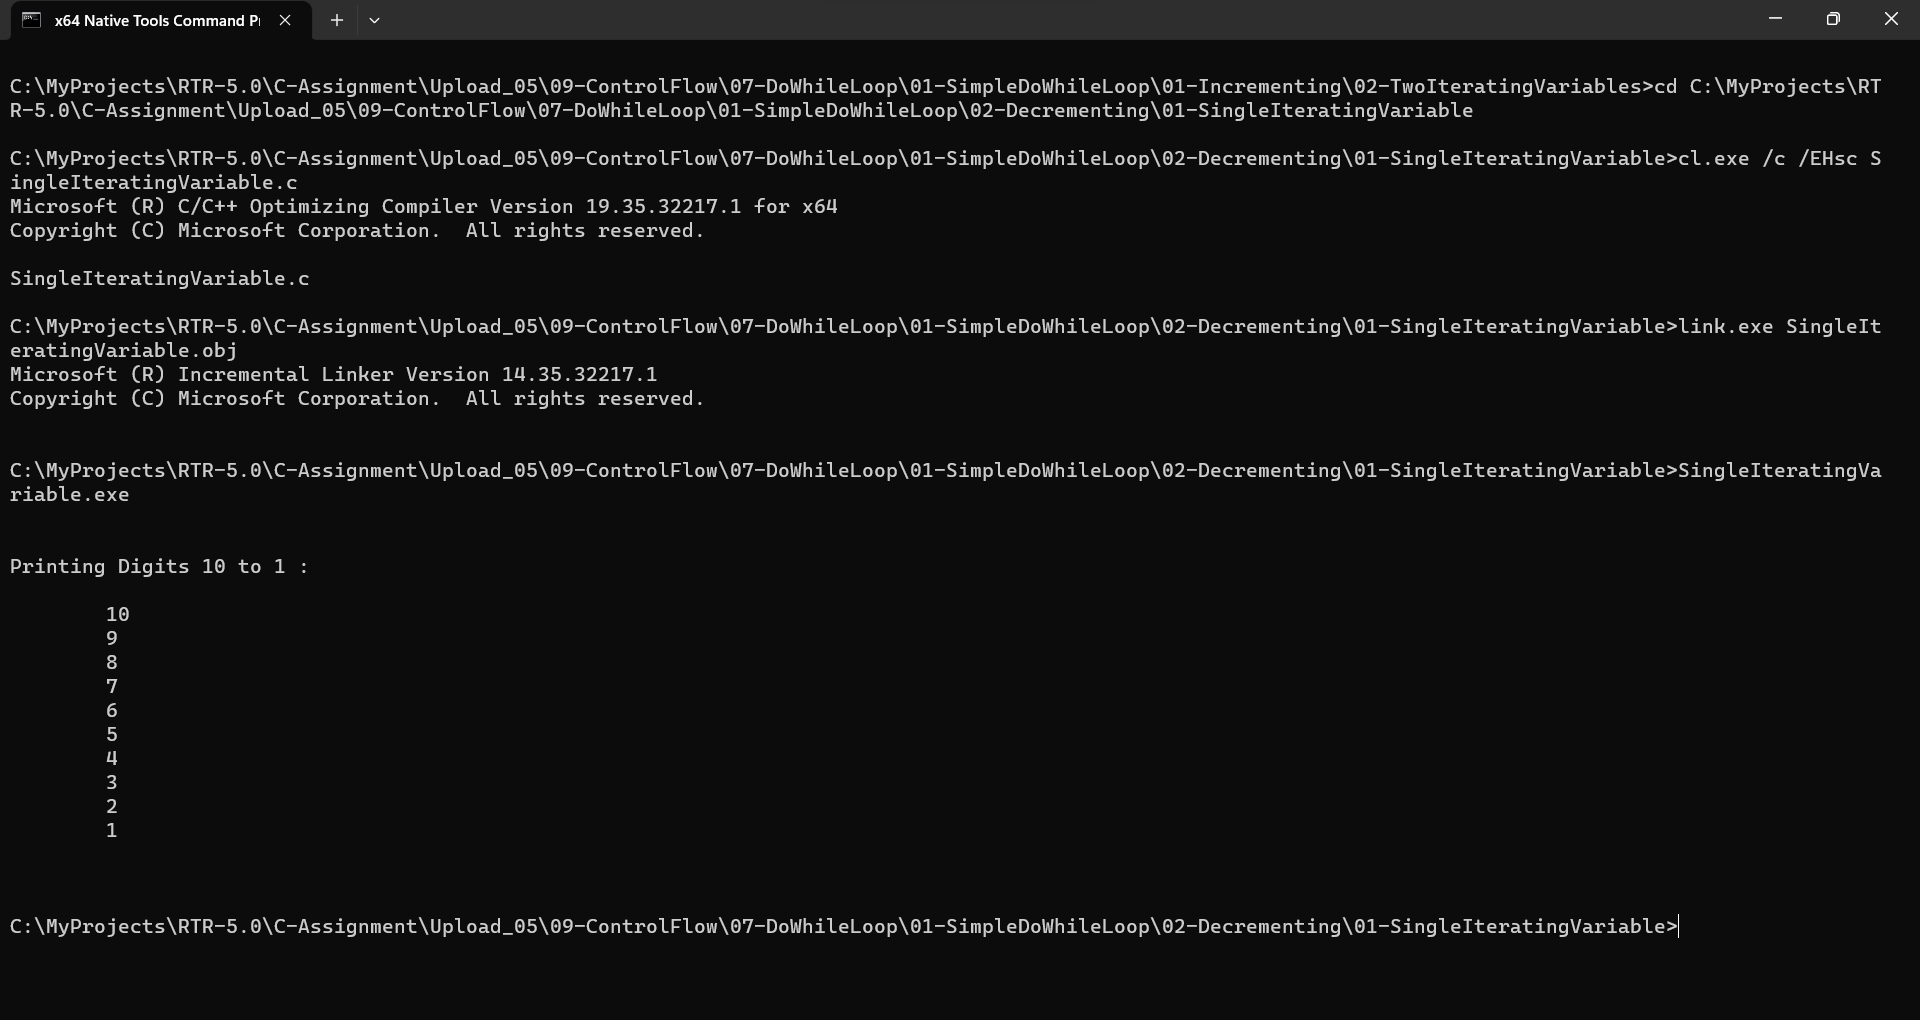 x64 Native Tools Command P
C:\MyProjects\RTR-5.0\C-Assignment\Upload_05\09-ControlFlow\07-DoWhileLoop\01-SimpleDoWhileLoop\01-Incrementing\02-TwoIteratingVariables>cd C:\MyProjects\RT
R-5.0\C-Assignment\Upload_05\09-ControlFlow\07-DoWhileLoop\01-SimpleDoWhileLoop\02-Decrementing\01-SingleIteratingVariable
C:\MyProjects\RTR-5.0\C-Assignment\Upload_05\09-ControlFlow\07-DoWhileLoop\01-SimpleDoWhileLoop\02-Decrementing\01-SingleIteratingVariable>cl.exe /c /EHsc S
ingleIteratingVariable.c
Microsoft (R) C/C++ Optimizing Compiler Version 19.35.32217.1 for x64
Copyright (C) Microsoft Corporation.  All rights reserved.
SingleIteratingVariable.c
C:\MyProjects\RTR-5.0\C-Assignment\Upload_05\09-ControlFlow\07-DoWhileLoop\01-SimpleDoWhileLoop\02-Decrementing\01-SingleIteratingVariable>link.exe SingleIt
eratingVariable.obj
Microsoft (R) Incremental Linker Version 14.35.32217.1
Copyright (C) Microsoft Corporation.  All rights reserved.
C:\MyProjects\RTR-5.0\C-Assignment\Upload_05\09-ControlFlow\07-DoWhileLoop\01-SimpleDoWhileLoop\02-Decrementing\01-SingleIteratingVariable>SingleIteratingVa
riable.exe
Printing Digits 10 to 1 :
10
9
8
7
6
5
4
3
2
1
C:\MyProjects\RTR-5.0\C-Assignment\Upload_05\09-ControlFlow\07-DoWhileLoop\01-SimpleDoWhileLoop\02-Decrementing\01-SingleIteratingVariable>